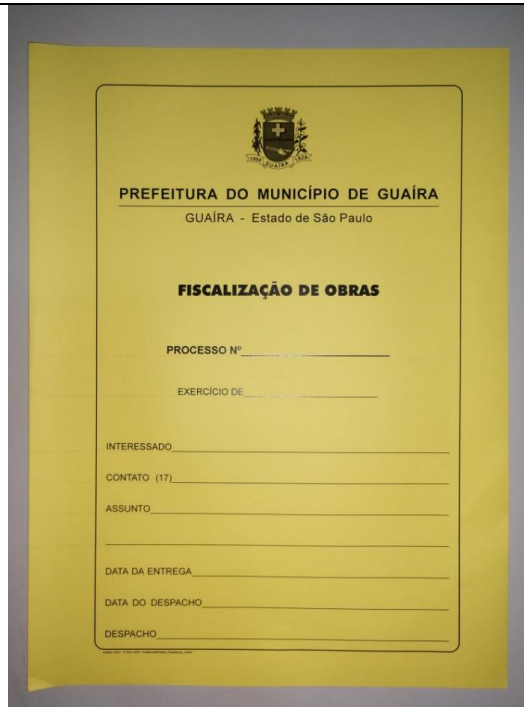 GUAÍRA
PREFEITURA DO MUNICÍPIO DE GUAÍRA
GUAÍRA - Estado de São Paulo
FISCALIZAÇÃO DE OBRAS
PROCESSO Nº
EXERCÍCIO DE
INTERESSADO
CONTATO (17)
ASSUNTO
DATA DA ENTREGA
DATA DO DESPACHO
DESPACHO